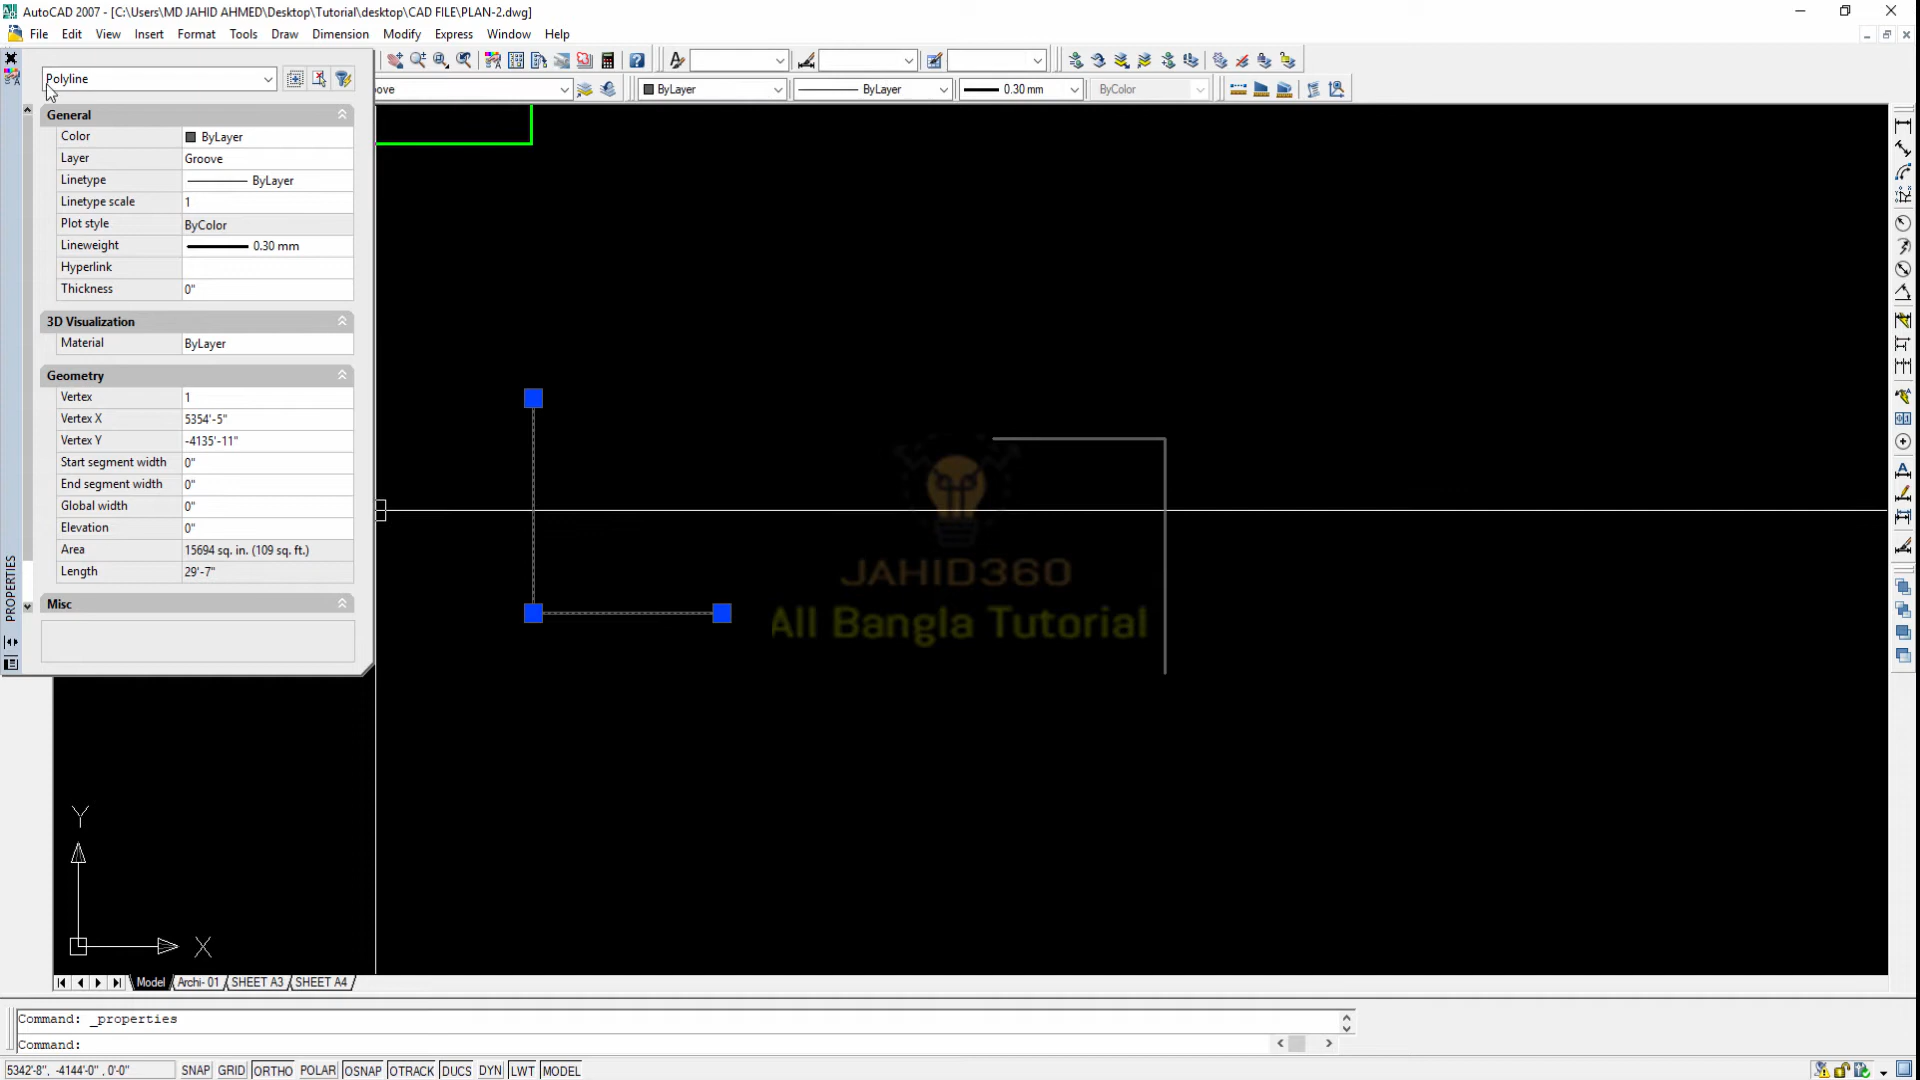 AutoCAD 2007 - [C:\Users\MD JAHID AHMED\Desktop\Tutorial\desktop\CAD FILE\PLAN-2.dwg]
File Edit View Insert Format Tools Draw Dimension Modify Express Window Help
Polyline
oove ByLayer ByLayer 0.30 mm ByColor
General
Color ByLayer
Layer Groove
Linetype ByLayer
Linetype scale 1
Plot style ByColor
Lineweight 0.30 mm
Hyperlink
Thickness 0"
3D Visualization
Material ByLayer
Geometry
Vertex 1
Vertex X 5354'-5"
Vertex Y -4135'-11"
Start segment width 0"
End segment width 0"
Global width 0"
Elevation 0"
Area 15694 sq. in. (109 sq. ft.)
Length 29'-7"
Misc
PROPERTIES
JAHID360
All Bangla Tutorial
Y
X
Model Archi- 01 SHEET A3 SHEET A4
Command: _properties
Command:
5342'-8", -4144'-0" , 0'-0" SNAP GRID ORTHO POLAR OSNAP OTRACK DUCS DYN LWT MODEL